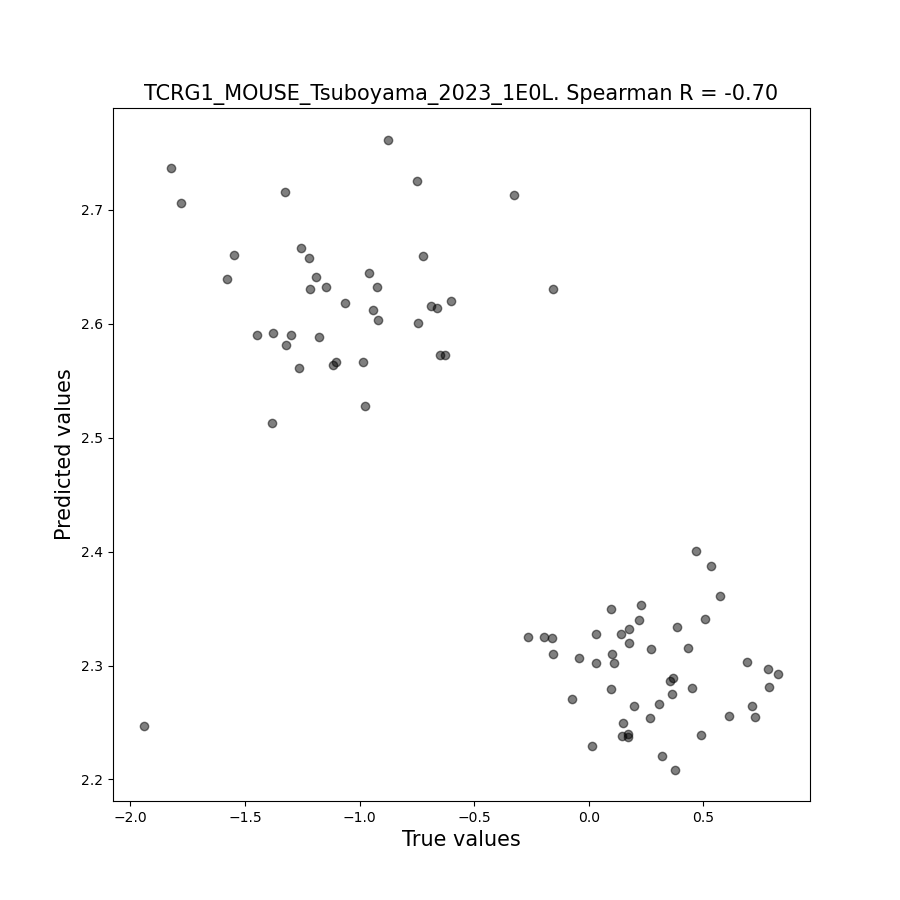 TCRG1_MOUSE_Tsuboyama_2023_1E0L. Spearman R = -0.70
Predicted values
2.7
2.6
2.5
2.4
2.3
2.2
−2.0 −1.5 −1.0 −0.5 0.0 0.5
True values